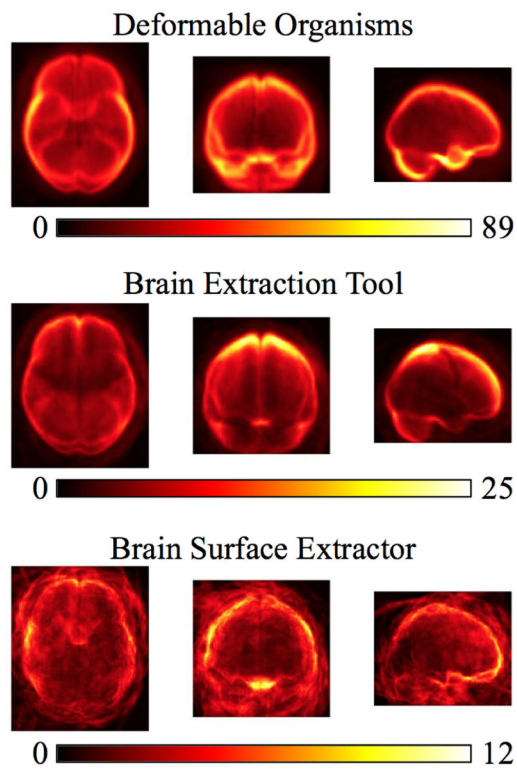 Deformable Organisms
0 89
Brain Extraction Tool
0 25
Brain Surface Extractor
0 12